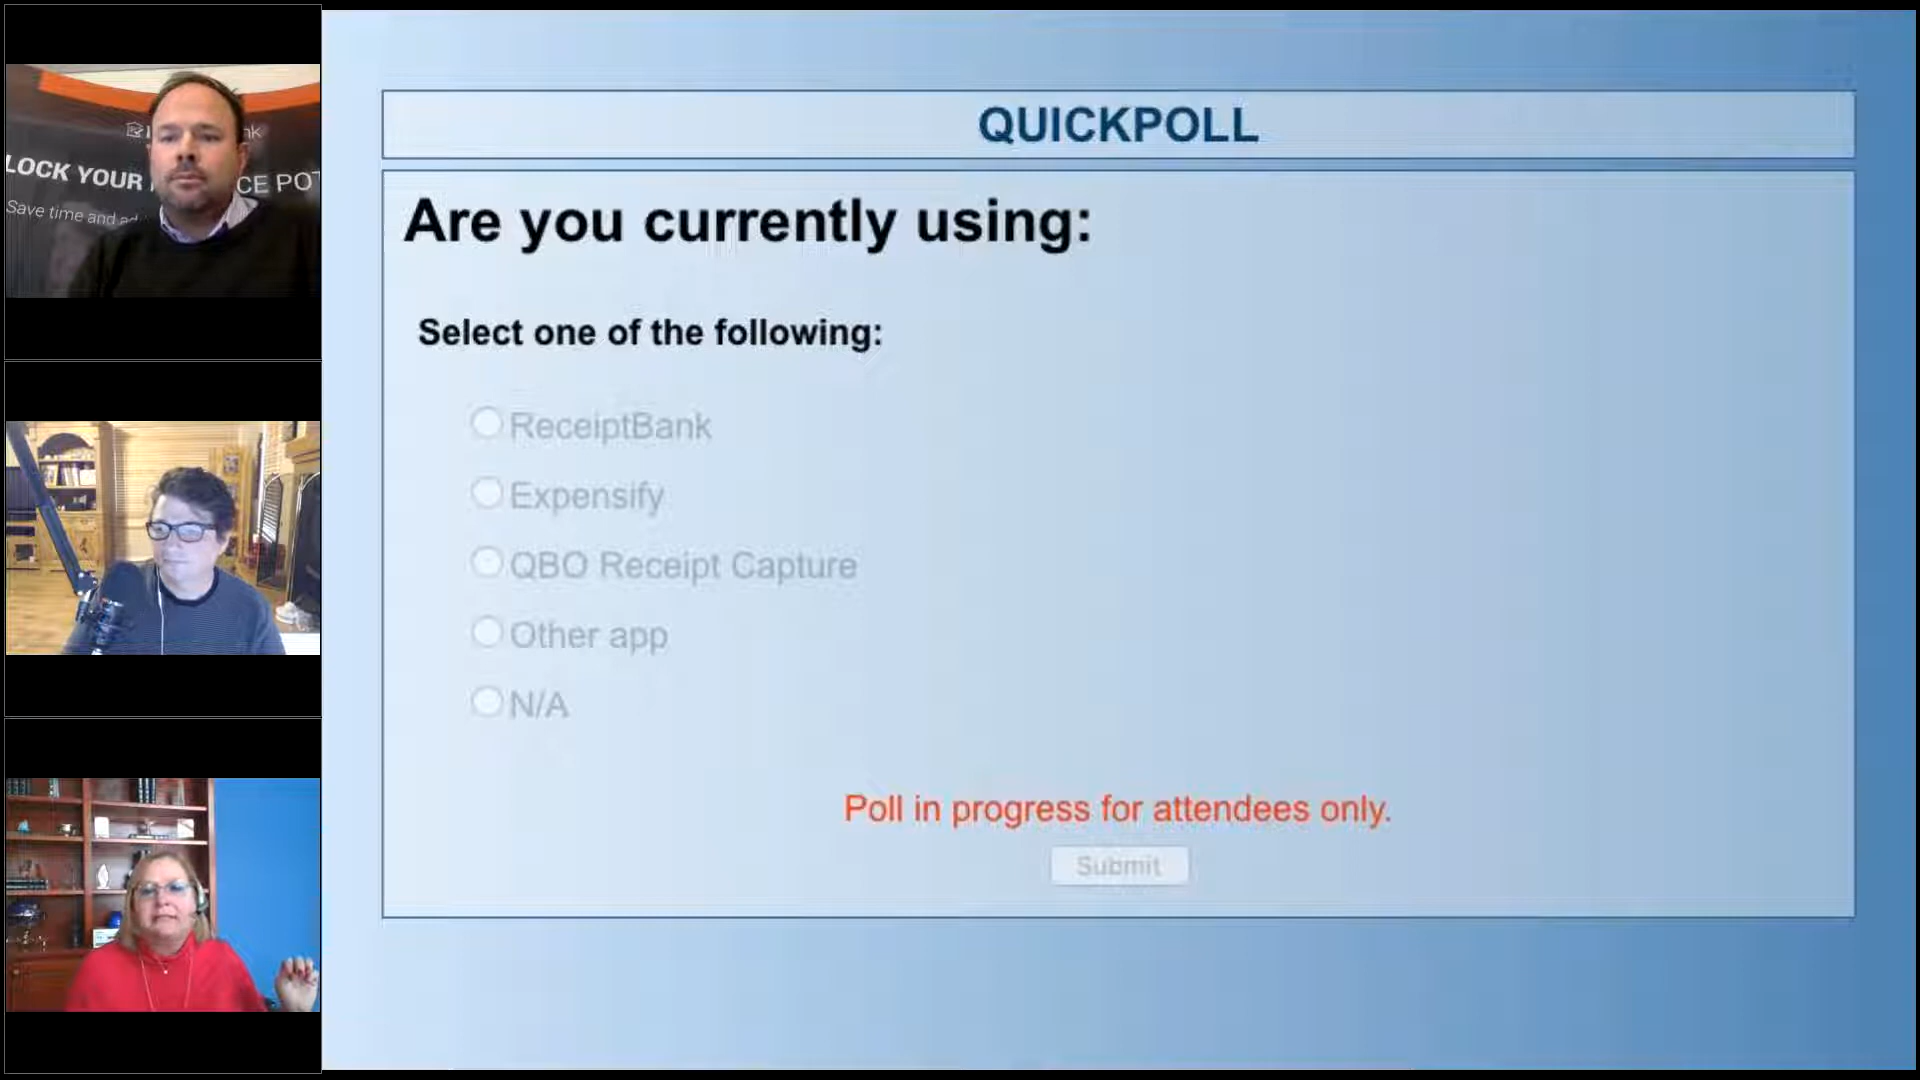 LOCK YOUR
CE POT
Save time and
QUICKPOLL
Are you currently using:
Select one of the following:
ReceiptBank
Expensify
QBO Receipt Capture
Other app
N/A
Poll in progress for attendees only.
Submit